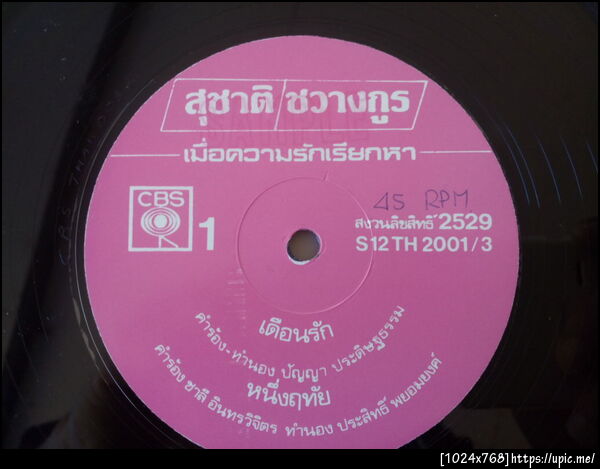 สุชาติ ชวางกูร
เมื่อความรักเรียกหา
CBS
1
45 RPM
สงวนลิขสิทธิ์ 2529
S12TH 2001/3
เดือนรัก
คำร้อง-ทำนอง ปัญญา ประดิษฐธรรม
หนึ่งฤทัย
คำร้อง ชาลี อินทรวิจิตร ทำนอง ประสิทธิ์ พยอมยงค์
[1024x768]https://upic.me/